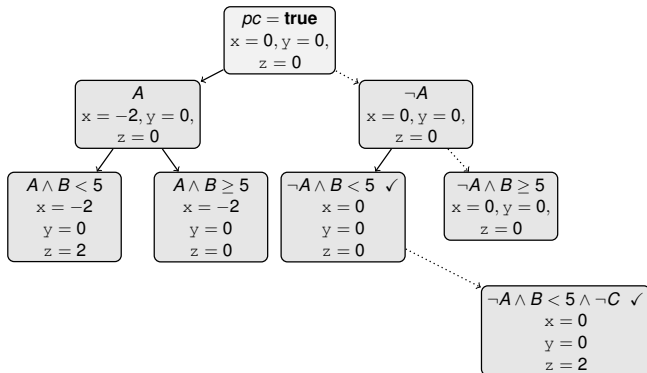 pc = true
x = 0, y = 0,
z = 0
A
x = −2, y = 0,
z = 0
¬A
x = 0, y = 0,
z = 0
A ∧ B < 5
x = −2
y = 0
z = 2
A ∧ B ≥ 5
x = −2
y = 0
z = 0
¬A ∧ B < 5 ✓
x = 0
y = 0
z = 0
¬A ∧ B ≥ 5
x = 0, y = 0,
z = 0
¬A ∧ B < 5 ∧ ¬C ✓
x = 0
y = 0
z = 2